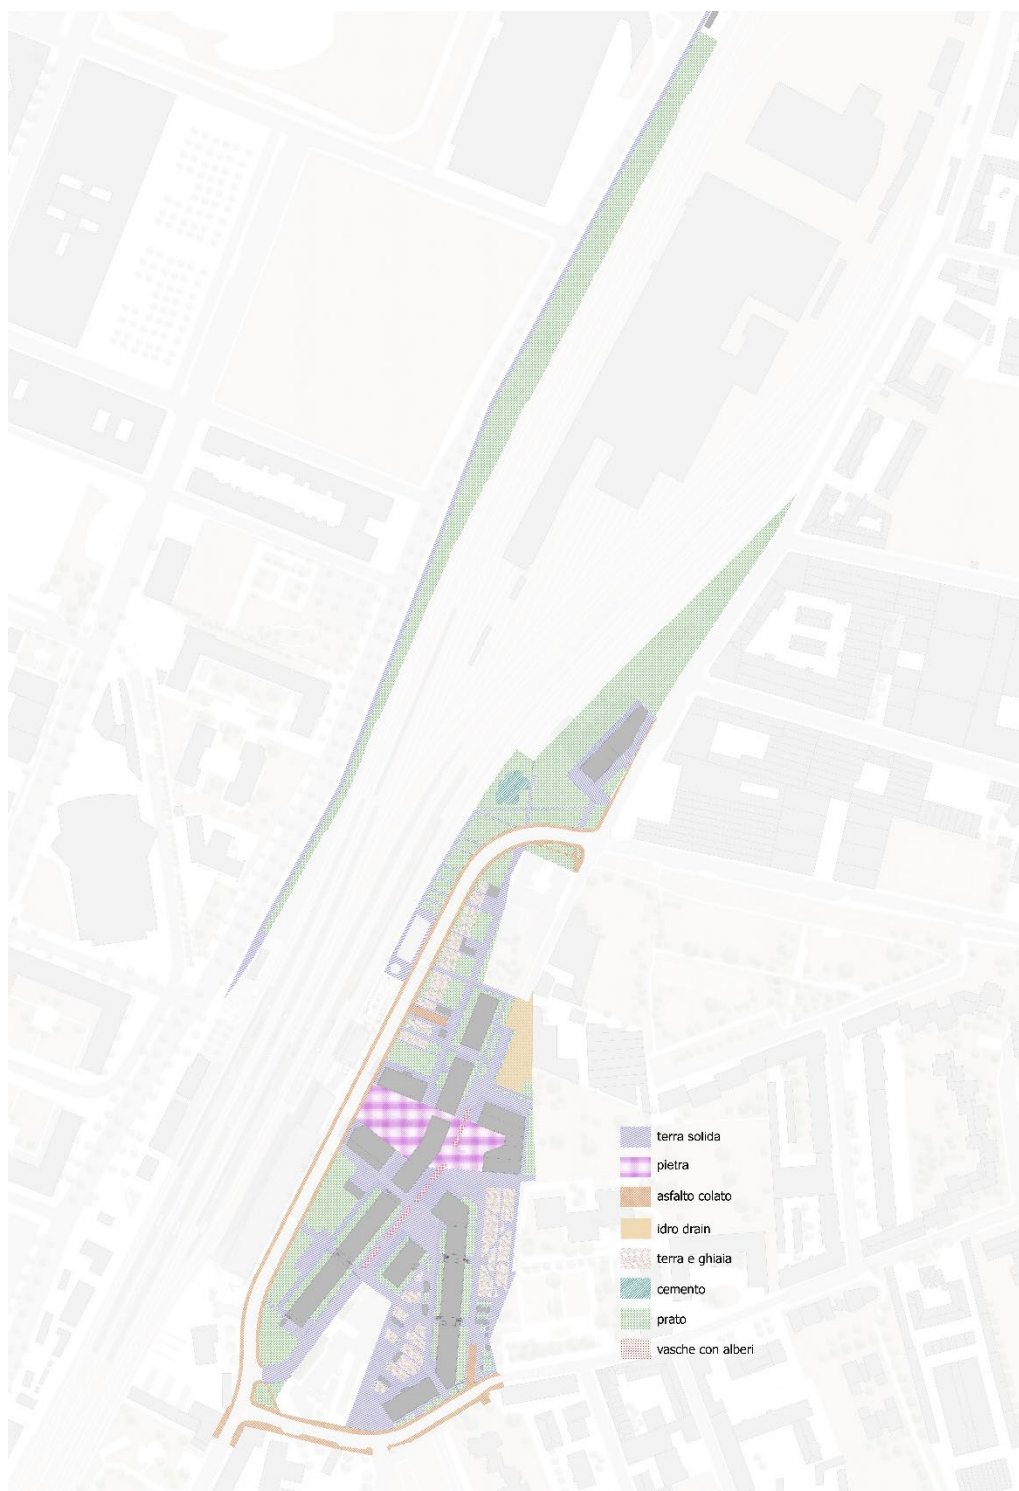 terra solida
pietra
asfalto colato
idro drain
terra e ghiaia
cemento
prato
vasche con alberi